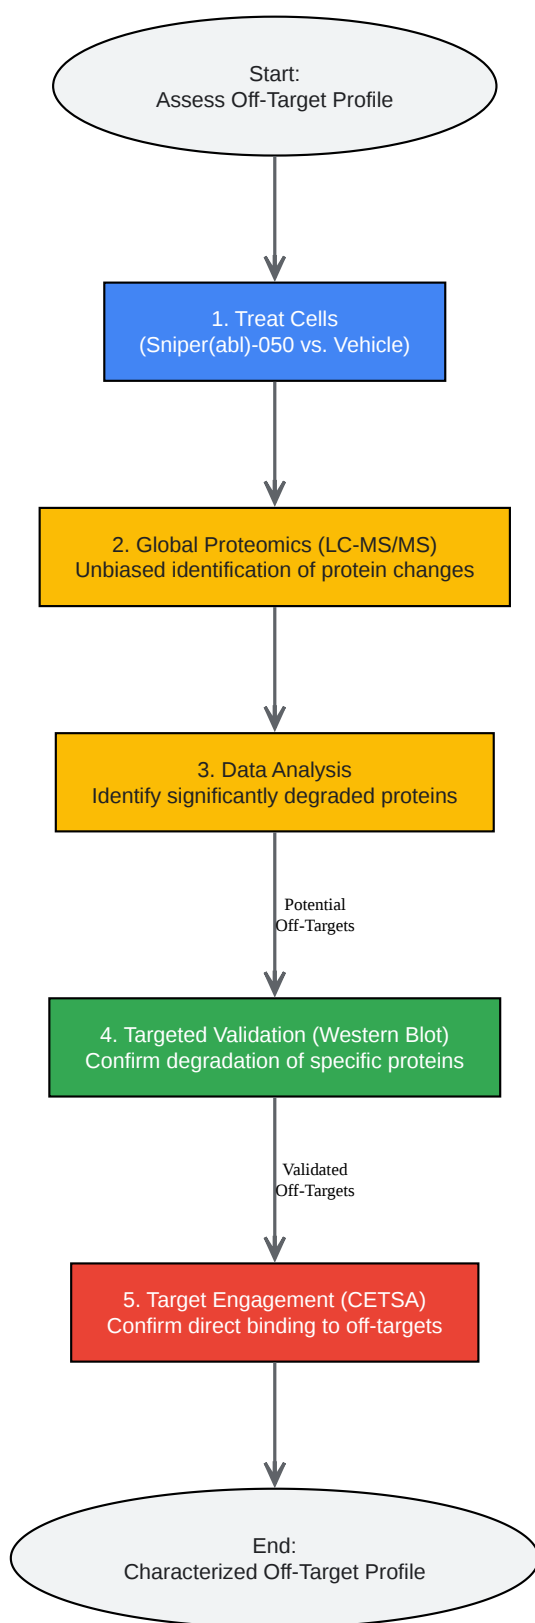 Start:
Assess Off-Target Profile
1. Treat Cells
(Sniper(abl)-050 vs. Vehicle)
2. Global Proteomics (LC-MS/MS)
Unbiased identification of protein changes
3. Data Analysis
Identify significantly degraded proteins
Potential
Off-Targets
4. Targeted Validation (Western Blot)
Confirm degradation of specific proteins
Validated
Off-Targets
5. Target Engagement (CETSA)
Confirm direct binding to off-targets
End:
Characterized Off-Target Profile